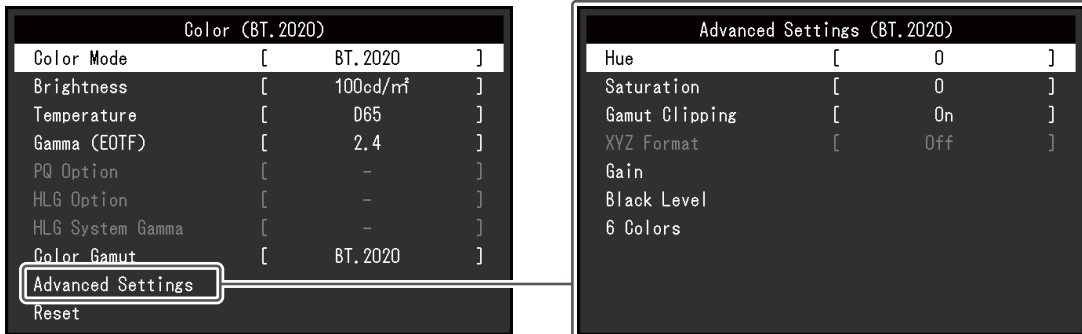 Color (BT.2020)
Color Mode [ BT.2020 ]
Brightness [ 100cd/㎡ ]
Temperature [ D65 ]
Gamma (EOTF) [ 2.4 ]
PQ Option [ – ]
HLG Option [ – ]
HLG System Gamma [ – ]
Color Gamut [ BT.2020 ]
Advanced Settings
Reset
Advanced Settings (BT.2020)
Hue [ 0 ]
Saturation [ 0 ]
Gamut Clipping [ On ]
XYZ Format [ Off ]
Gain
Black Level
6 Colors